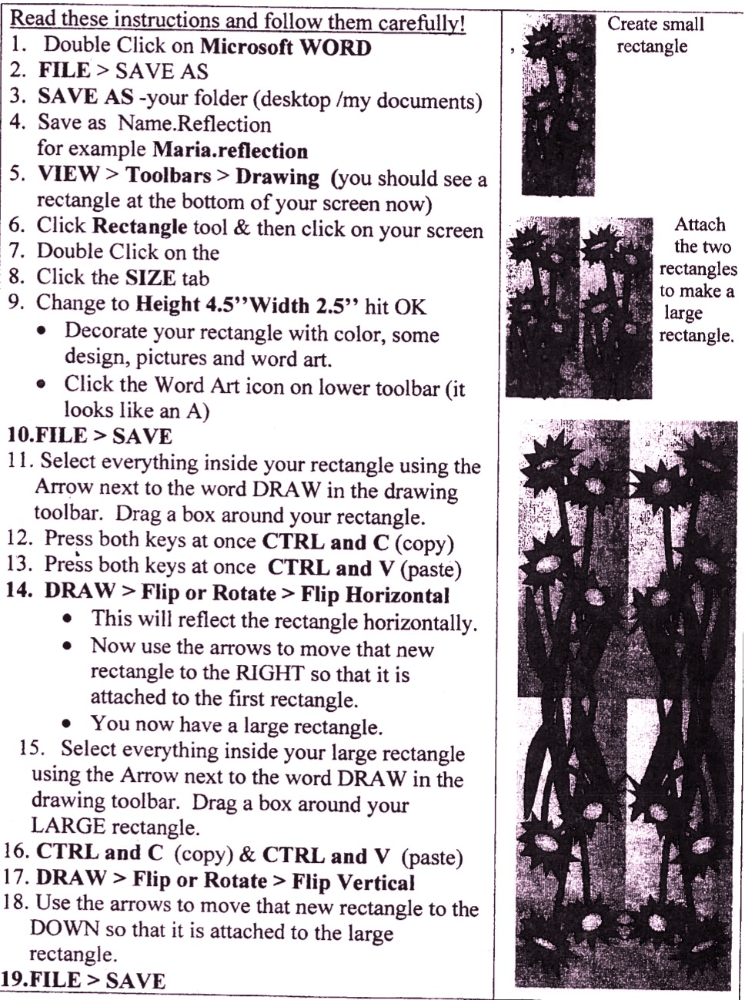 Read these instructions and follow them carefully!
1. Double Click on Microsoft WORD
2. FILE > SAVE AS
3. SAVE AS -your folder (desktop /my documents)
4. Save as Name.Reflection
for example Maria.reflection
5. VIEW > Toolbars > Drawing (you should see a
rectangle at the bottom of your screen now)
6. Click Rectangle tool & then click on your screen
7. Double Click on the
8. Click the SIZE tab
9. Change to Height 4.5’’Width 2.5’’ hit OK
• Decorate your rectangle with color, some
design, pictures and word art.
• Click the Word Art icon on lower toolbar (it
looks like an A)
10.FILE > SAVE
11. Select everything inside your rectangle using the
Arrow next to the word DRAW in the drawing
toolbar. Drag a box around your rectangle.
12. Press both keys at once CTRL and C (copy)
13. Press both keys at once CTRL and V (paste)
14. DRAW > Flip or Rotate > Flip Horizontal
• This will reflect the rectangle horizontally.
• Now use the arrows to move that new
rectangle to the RIGHT so that it is
attached to the first rectangle.
• You now have a large rectangle.
15. Select everything inside your large rectangle
using the Arrow next to the word DRAW in the
drawing toolbar. Drag a box around your
LARGE rectangle.
16. CTRL and C (copy) & CTRL and V (paste)
17. DRAW > Flip or Rotate > Flip Vertical
18. Use the arrows to move that new rectangle to the
DOWN so that it is attached to the large
rectangle.
19.FILE > SAVE
Create small
rectangle
Attach
the two
rectangles
to make a
large
rectangle.